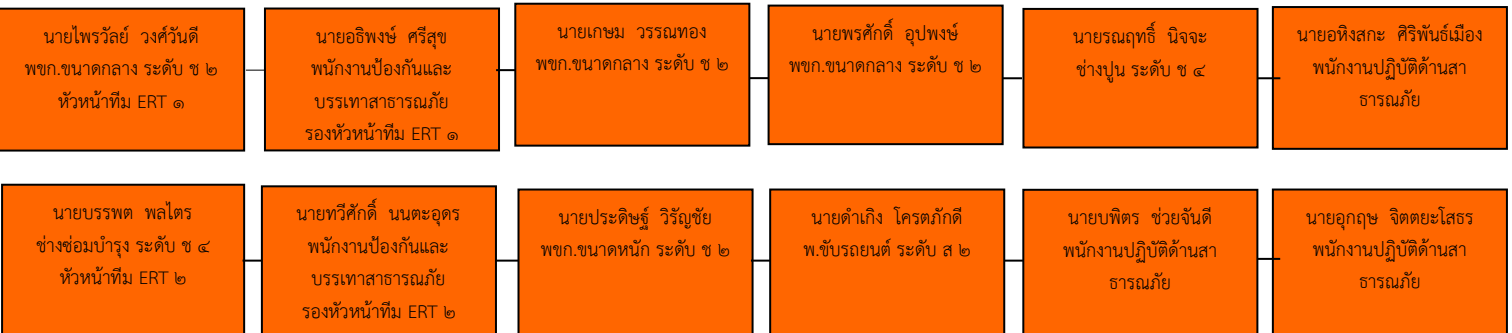 นายไพรวัลย์ วงศ์วันดี
พขก.ขนาดกลาง ระดับ ช ๒
หัวหน้าทีม ERT ๑
นายอธิพงษ์ ศรีสุข
พนักงานป้องกันและ
บรรเทาสาธารณภัย
รองหัวหน้าทีม ERT ๑
นายเกษม วรรณทอง
พขก.ขนาดกลาง ระดับ ช ๒
นายพรศักดิ์ อุปพงษ์
พขก.ขนาดกลาง ระดับ ช ๒
นายรณฤทธิ์ นิจจะ
ช่างปูน ระดับ ช ๔
นายอหิงสกะ ศิริพันธ์เมือง
พนักงานปฏิบัติด้านสา
ธารณภัย
นายบรรพต พลไตร
ช่างซ่อมบำรุง ระดับ ช ๔
หัวหน้าทีม ERT ๒
นายทวีศักดิ์ นนตะอุดร
พนักงานป้องกันและ
บรรเทาสาธารณภัย
รองหัวหน้าทีม ERT ๒
นายประดิษฐ์ วิรัญชัย
พขก.ขนาดหนัก ระดับ ช ๒
นายดำเกิง โครตภักดี
พ.ขับรถยนต์ ระดับ ส ๒
นายบพิตร ช่วยจันดี
พนักงานปฏิบัติด้านสา
ธารณภัย
นายอุกฤษ จิตตยะโสธร
พนักงานปฏิบัติด้านสา
ธารณภัย